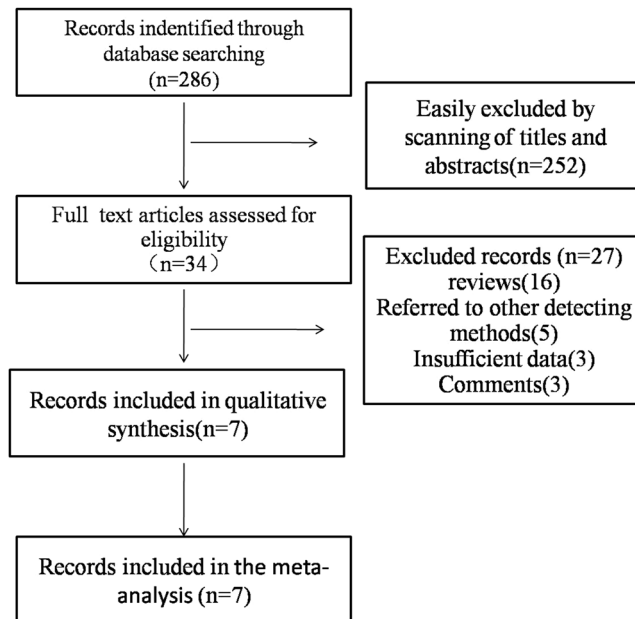 Records indentified through
database searching
(n=286)
Easily excluded by
scanning of titles and
abstracts(n=252)
Full text articles assessed for
eligibility
（n=34）
Excluded records (n=27)
reviews(16)
Referred to other detecting
methods(5)
Insufficient data(3)
Comments(3)
Records included in qualitative
synthesis(n=7)
Records included in the meta-
analysis (n=7)